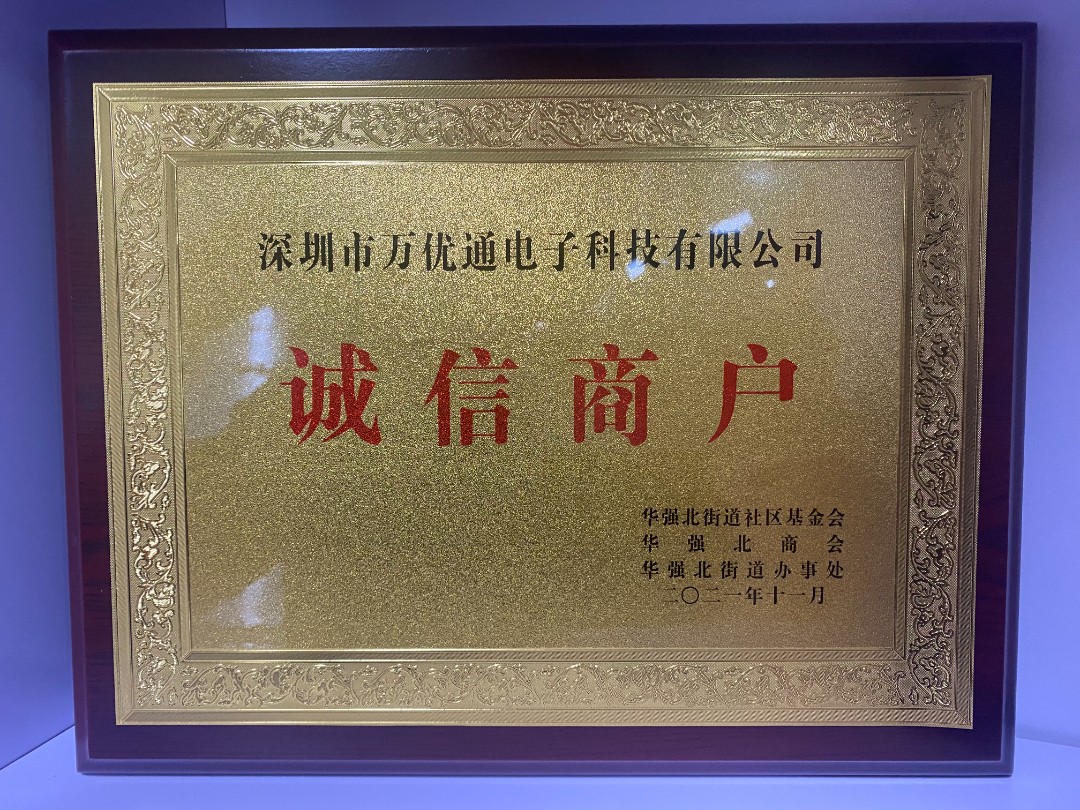 深圳市万优通电子科技有限公司
诚信商户
华强北街道社区基金会
华强北商会
华强北街道办事处
二〇二一年十一月